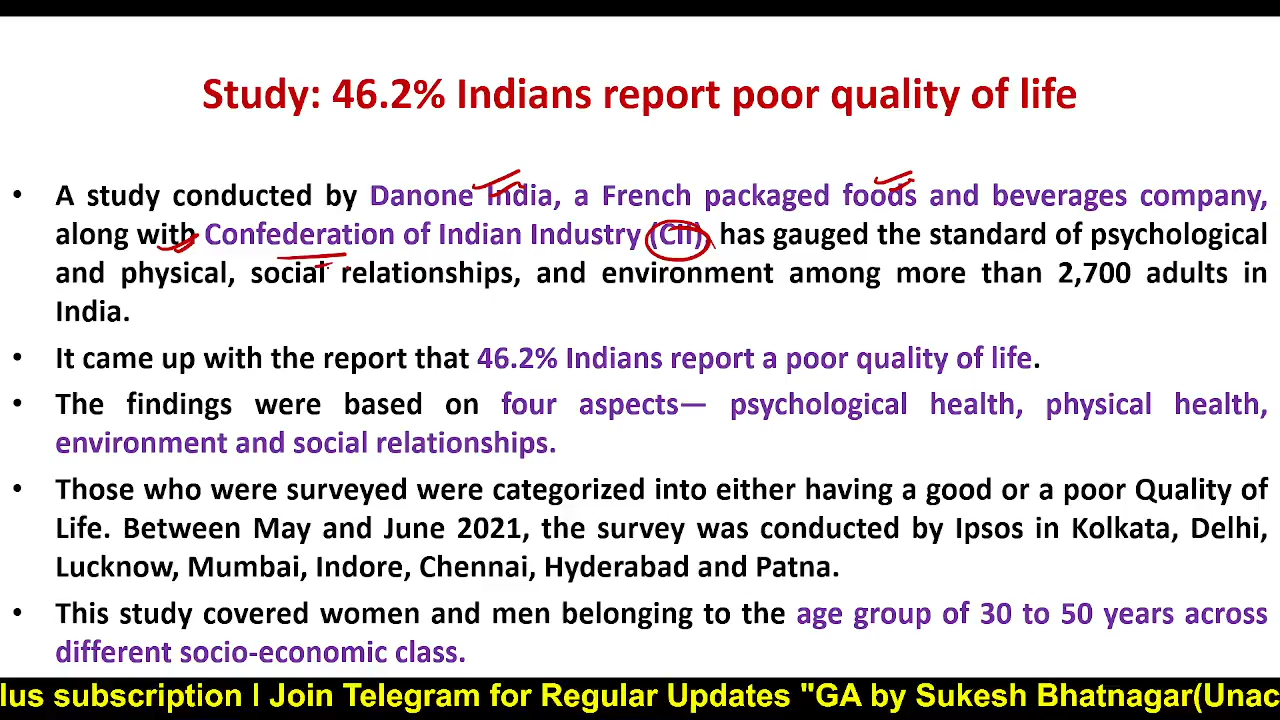 Study: 46.2% Indians report poor quality of life
• A study conducted by Danone India, a French packaged foods and beverages company,
along with Confederation of Indian Industry (CII), has gauged the standard of psychological
and physical, social relationships, and environment among more than 2,700 adults in
India.
• It came up with the report that 46.2% Indians report a poor quality of life.
• The findings were based on four aspects— psychological health, physical health,
environment and social relationships.
• Those who were surveyed were categorized into either having a good or a poor Quality of
Life. Between May and June 2021, the survey was conducted by Ipsos in Kolkata, Delhi,
Lucknow, Mumbai, Indore, Chennai, Hyderabad and Patna.
• This study covered women and men belonging to the age group of 30 to 50 years across
different socio-economic class.
lus subscription I Join Telegram for Regular Updates "GA by Sukesh Bhatnagar(Unac